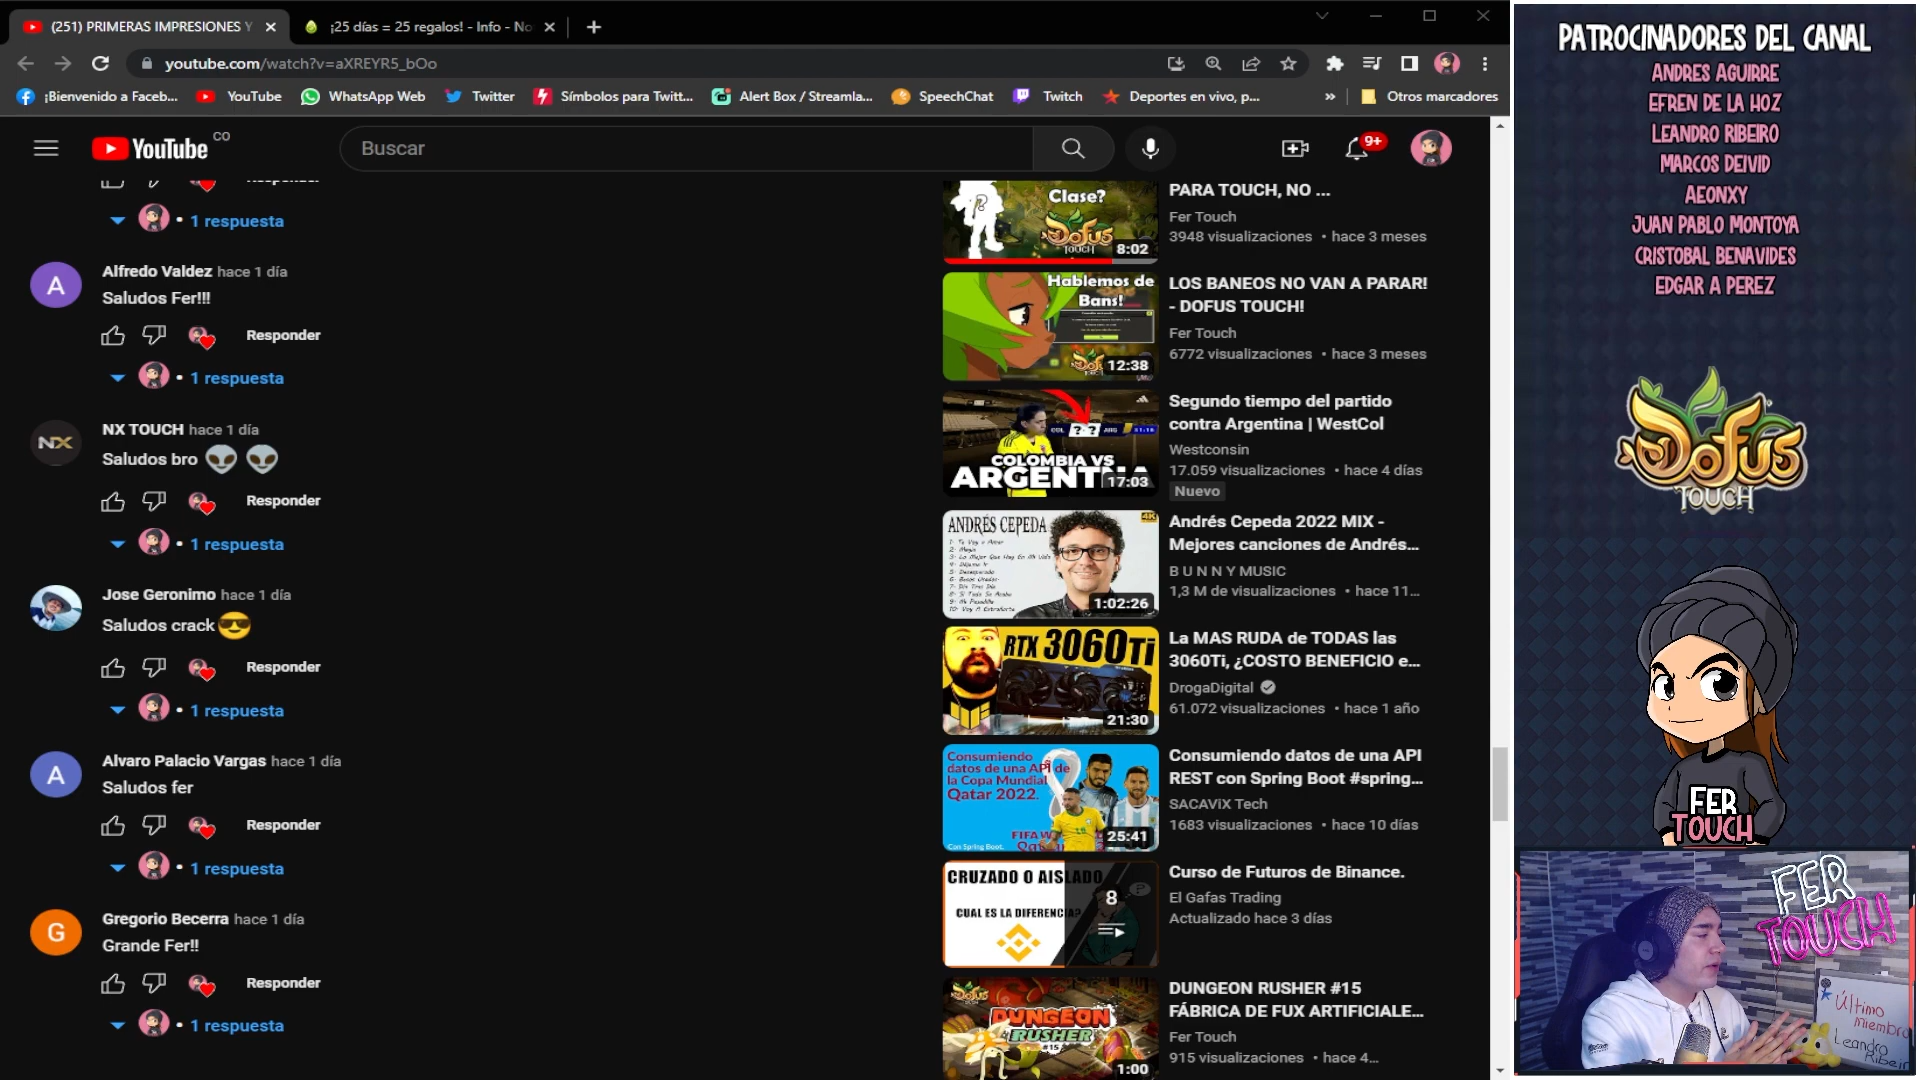 (251) PRIMERAS IMPRESIONES Y
¡25 días = 25 regalos! - Info - No
youtube.com/watch?v=aXREYR5_bOo
¡Bienvenido a Faceb...
YouTube
WhatsApp Web
Twitter
Símbolos para Twitt...
Alert Box / Streamla...
SpeechChat
Twitch
Deportes en vivo, p...
»
Otros marcadores
YouTube CO
Buscar
9+
Responder
• 1 respuesta
Alfredo Valdez hace 1 día
Saludos Fer!!!
Responder
• 1 respuesta
NX
NX TOUCH hace 1 día
Saludos bro 👽 👽
Responder
• 1 respuesta
Jose Geronimo hace 1 día
Saludos crack 😎
Responder
• 1 respuesta
A
Alvaro Palacio Vargas hace 1 día
Saludos fer
Responder
• 1 respuesta
G
Gregorio Becerra hace 1 día
Grande Fer!!
Responder
• 1 respuesta
Clase?
Dofus
TOUCH
8:02
PARA TOUCH, NO ...
Fer Touch
3948 visualizaciones • hace 3 meses
Hablemos de
Bans!
12:38
LOS BANEOS NO VAN A PARAR!
- DOFUS TOUCH!
Fer Touch
6772 visualizaciones • hace 3 meses
COL ? - ? ARG
COLOMBIA VS
ARGENTINA
17:03
Segundo tiempo del partido
contra Argentina | WestCol
Westconsin
17.059 visualizaciones • hace 4 días
Nuevo
ANDRÉS CEPEDA
4K
1:02:26
Andrés Cepeda 2022 MIX -
Mejores canciones de Andrés...
B U N N Y MUSIC
1,3 M de visualizaciones • hace 11...
RTX 3060Ti
21:30
La MAS RUDA de TODAS las
3060Ti, ¿COSTO BENEFICIO e...
DrogaDigital
61.072 visualizaciones • hace 1 año
Consumiendo
datos de una API de
la Copa Mundial
Qatar 2022.
Con Spring Boot.
25:41
Consumiendo datos de una API
REST con Spring Boot #spring...
SACAViX Tech
1683 visualizaciones • hace 10 días
CRUZADO O AISLADO
CUAL ES LA DIFERENCIA?
8
Curso de Futuros de Binance.
El Gafas Trading
Actualizado hace 3 días
DUNGEON
RUSHER
#15
1:00
DUNGEON RUSHER #15
FÁBRICA DE FUX ARTIFICIALE...
Fer Touch
915 visualizaciones • hace 4...
PATROCINADORES DEL CANAL
ANDRES AGUIRRE
EFREN DE LA HOZ
LEANDRO RIBEIRO
MARCOS DEIVID
AEONXY
JUAN PABLO MONTOYA
CRISTOBAL BENAVIDES
EDGAR A PEREZ
DOFUS
TOUCH
FER
TOUCH
FER
TOUCH
Último
miembro
Leandro
Ribeir